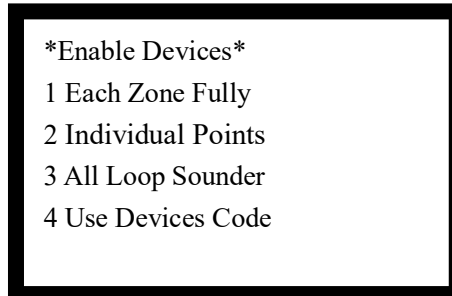 *Enable Devices*
1 Each Zone Fully
2 Individual Points
3 All Loop Sounder
4 Use Devices Code